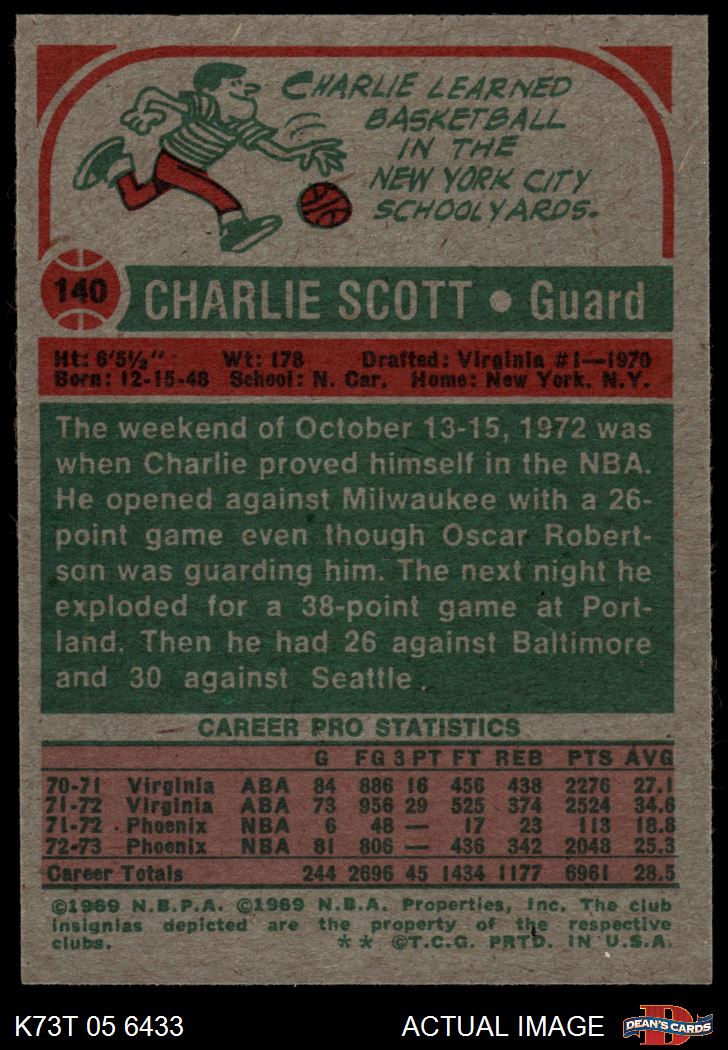 CHARLIE LEARNED
BASKETBALL
IN THE
NEW YORK CITY
SCHOOLYARDS.
140
CHARLIE SCOTT • Guard
Ht: 6'5½" Wt: 178 Drafted: Virginia #1—1970
Born: 12-15-48 School: N. Car. Home: New York, N.Y.
The weekend of October 13-15, 1972 was
when Charlie proved himself in the NBA.
He opened against Milwaukee with a 26-
point game even though Oscar Robert-
son was guarding him. The next night he
exploded for a 38-point game at Port-
land. Then he had 26 against Baltimore
and 30 against Seattle.
CAREER PRO STATISTICS
G FG 3 PT FT REB PTS AVG
70-71 Virginia ABA 84 886 16 456 438 2276 27.1
71-72 Virginia ABA 73 956 29 525 374 2524 34.6
71-72 Phoenix NBA 6 48 — 17 23 113 18.8
72-73 Phoenix NBA 81 806 — 436 342 2048 25.3
Career Totals 244 2696 45 1434 1177 6961 28.5
©1969 N.B.P.A. ©1969 N.B.A. Properties, Inc. The club
insignias depicted are the property of the respective
clubs. ** ©T.C.G. PRTD. IN U.S.A.
K73T 05 6433 ACTUAL IMAGE
D
DEAN'S CARDS